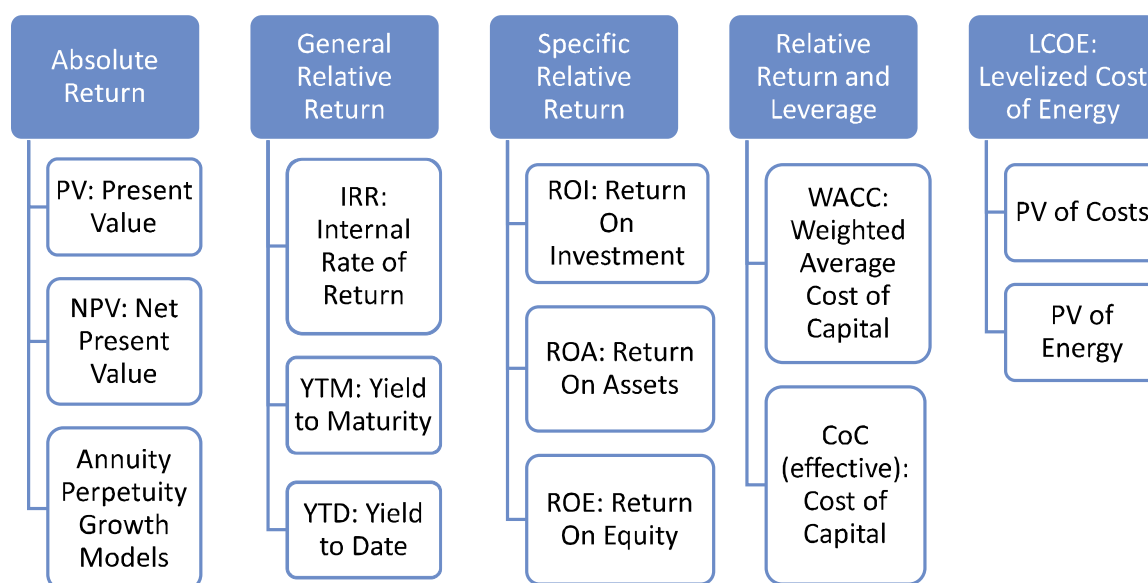 Absolute
Return
PV: Present
Value
NPV: Net
Present
Value
Annuity
Perpetuity
Growth
Models
General
Relative
Return
IRR:
Internal
Rate of
Return
YTM: Yield
to Maturity
YTD: Yield
to Date
Specific
Relative
Return
ROI: Return
On
Investment
ROA: Return
On Assets
ROE: Return
On Equity
Relative
Return and
Leverage
WACC:
Weighted
Average
Cost of
Capital
CoC
(effective):
Cost of
Capital
LCOE:
Levelized Cost
of Energy
PV of Costs
PV of
Energy